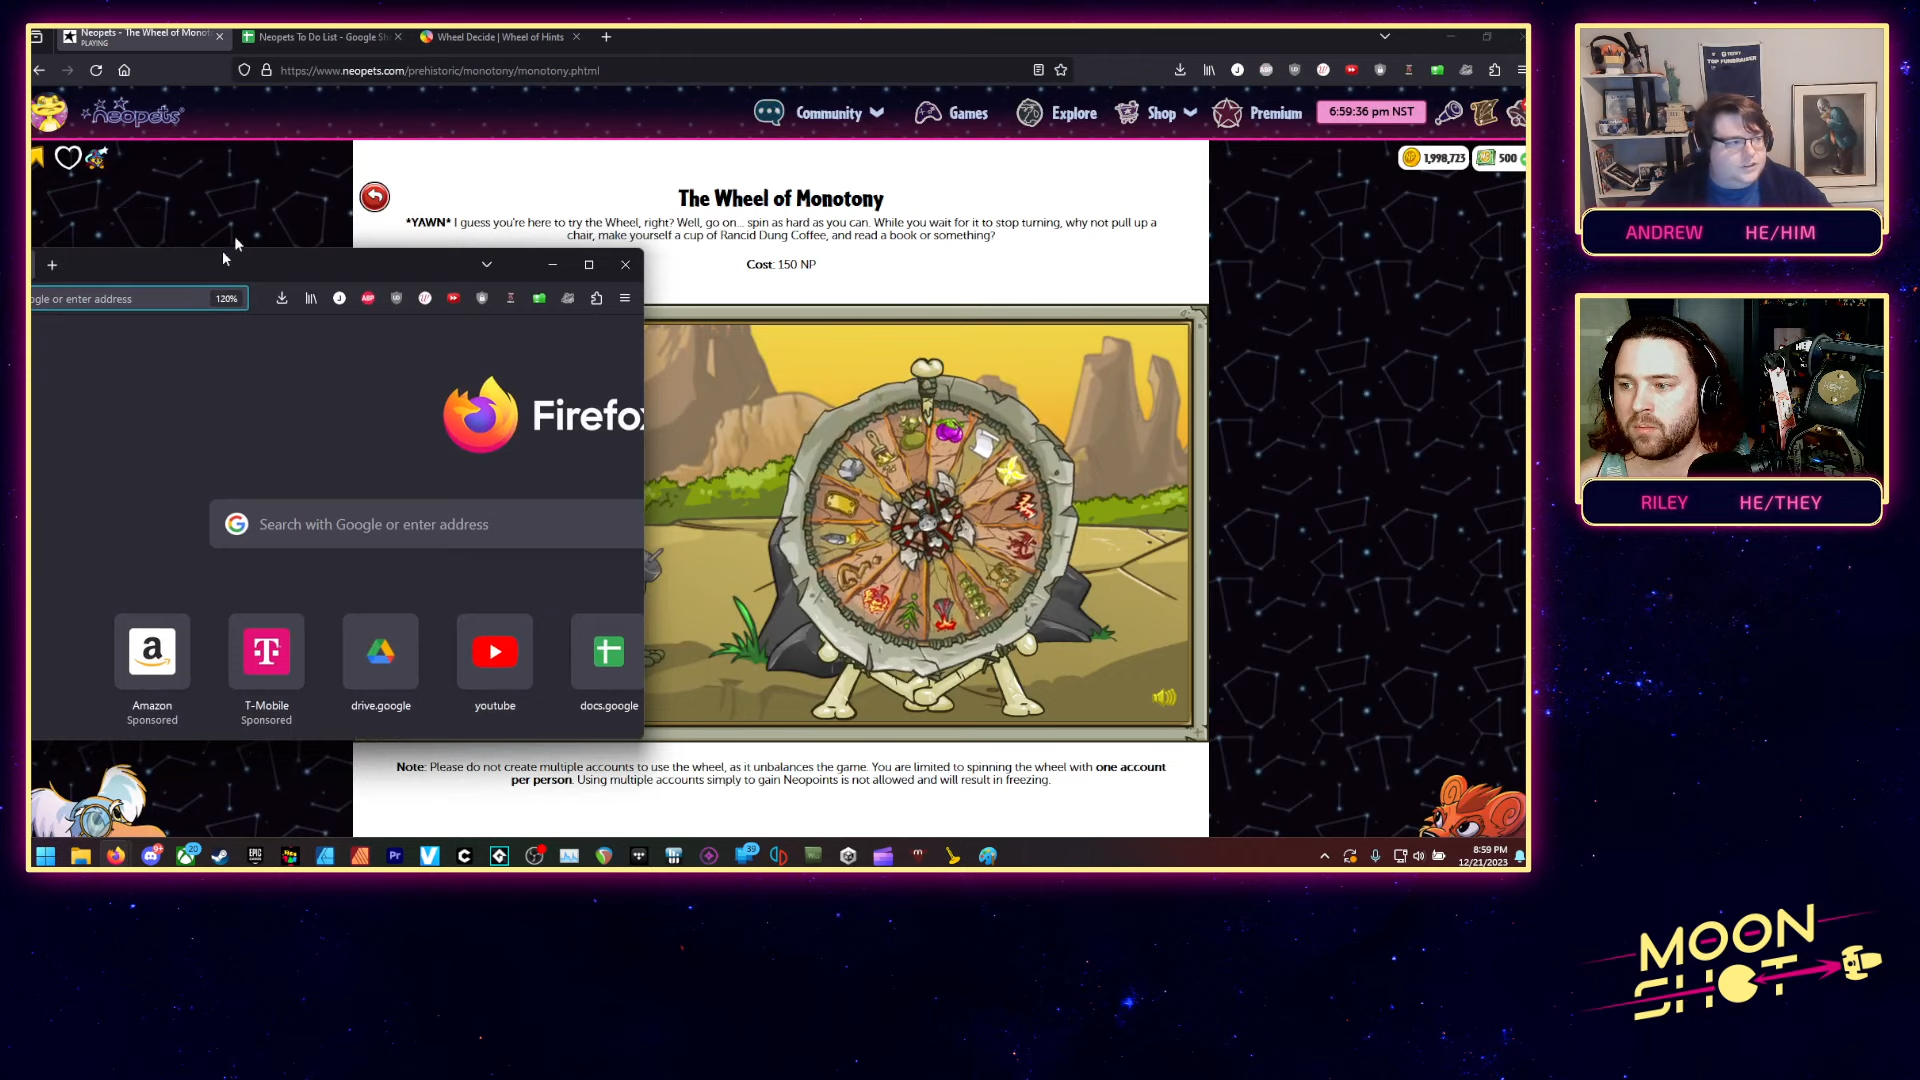 Neopets - The Wheel of Monot
PLAYING
Neopets To Do List - Google Sh
Wheel Decide | Wheel of Hints
https://www.neopets.com/prehistoric/monotony/monotony.phtml
neopets
Community
Games
Explore
Shop
Premium
6:59:36 pm NST
1,998,723
500
The Wheel of Monotony
*YAWN* I guess you're here to try the Wheel, right? Well, go on... spin as hard as you can. While you wait for it to stop turning, why not pull up a
chair, make yourself a cup of Rancid Dung Coffee, and read a book or something?
Cost: 150 NP
gle or enter address
120%
ABP
Firefo
Search with Google or enter address
Amazon
Sponsored
T-Mobile
Sponsored
drive.google
youtube
docs.google
Note: Please do not create multiple accounts to use the wheel, as it unbalances the game. You are limited to spinning the wheel with one account
per person. Using multiple accounts simply to gain Neopoints is not allowed and will result in freezing.
8:59 PM
12/21/2023
TOP FUNDRAISER
ANDREW HE/HIM
RILEY HE/THEY
MOON
SHOT